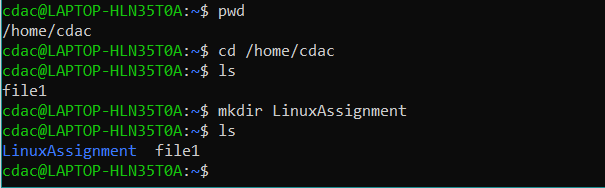 cdac@LAPTOP-HLN35T0A:~$ pwd
/home/cdac
cdac@LAPTOP-HLN35T0A:~$ cd /home/cdac
cdac@LAPTOP-HLN35T0A:~$ ls
file1
cdac@LAPTOP-HLN35T0A:~$ mkdir LinuxAssignment
cdac@LAPTOP-HLN35T0A:~$ ls
LinuxAssignment  file1
cdac@LAPTOP-HLN35T0A:~$